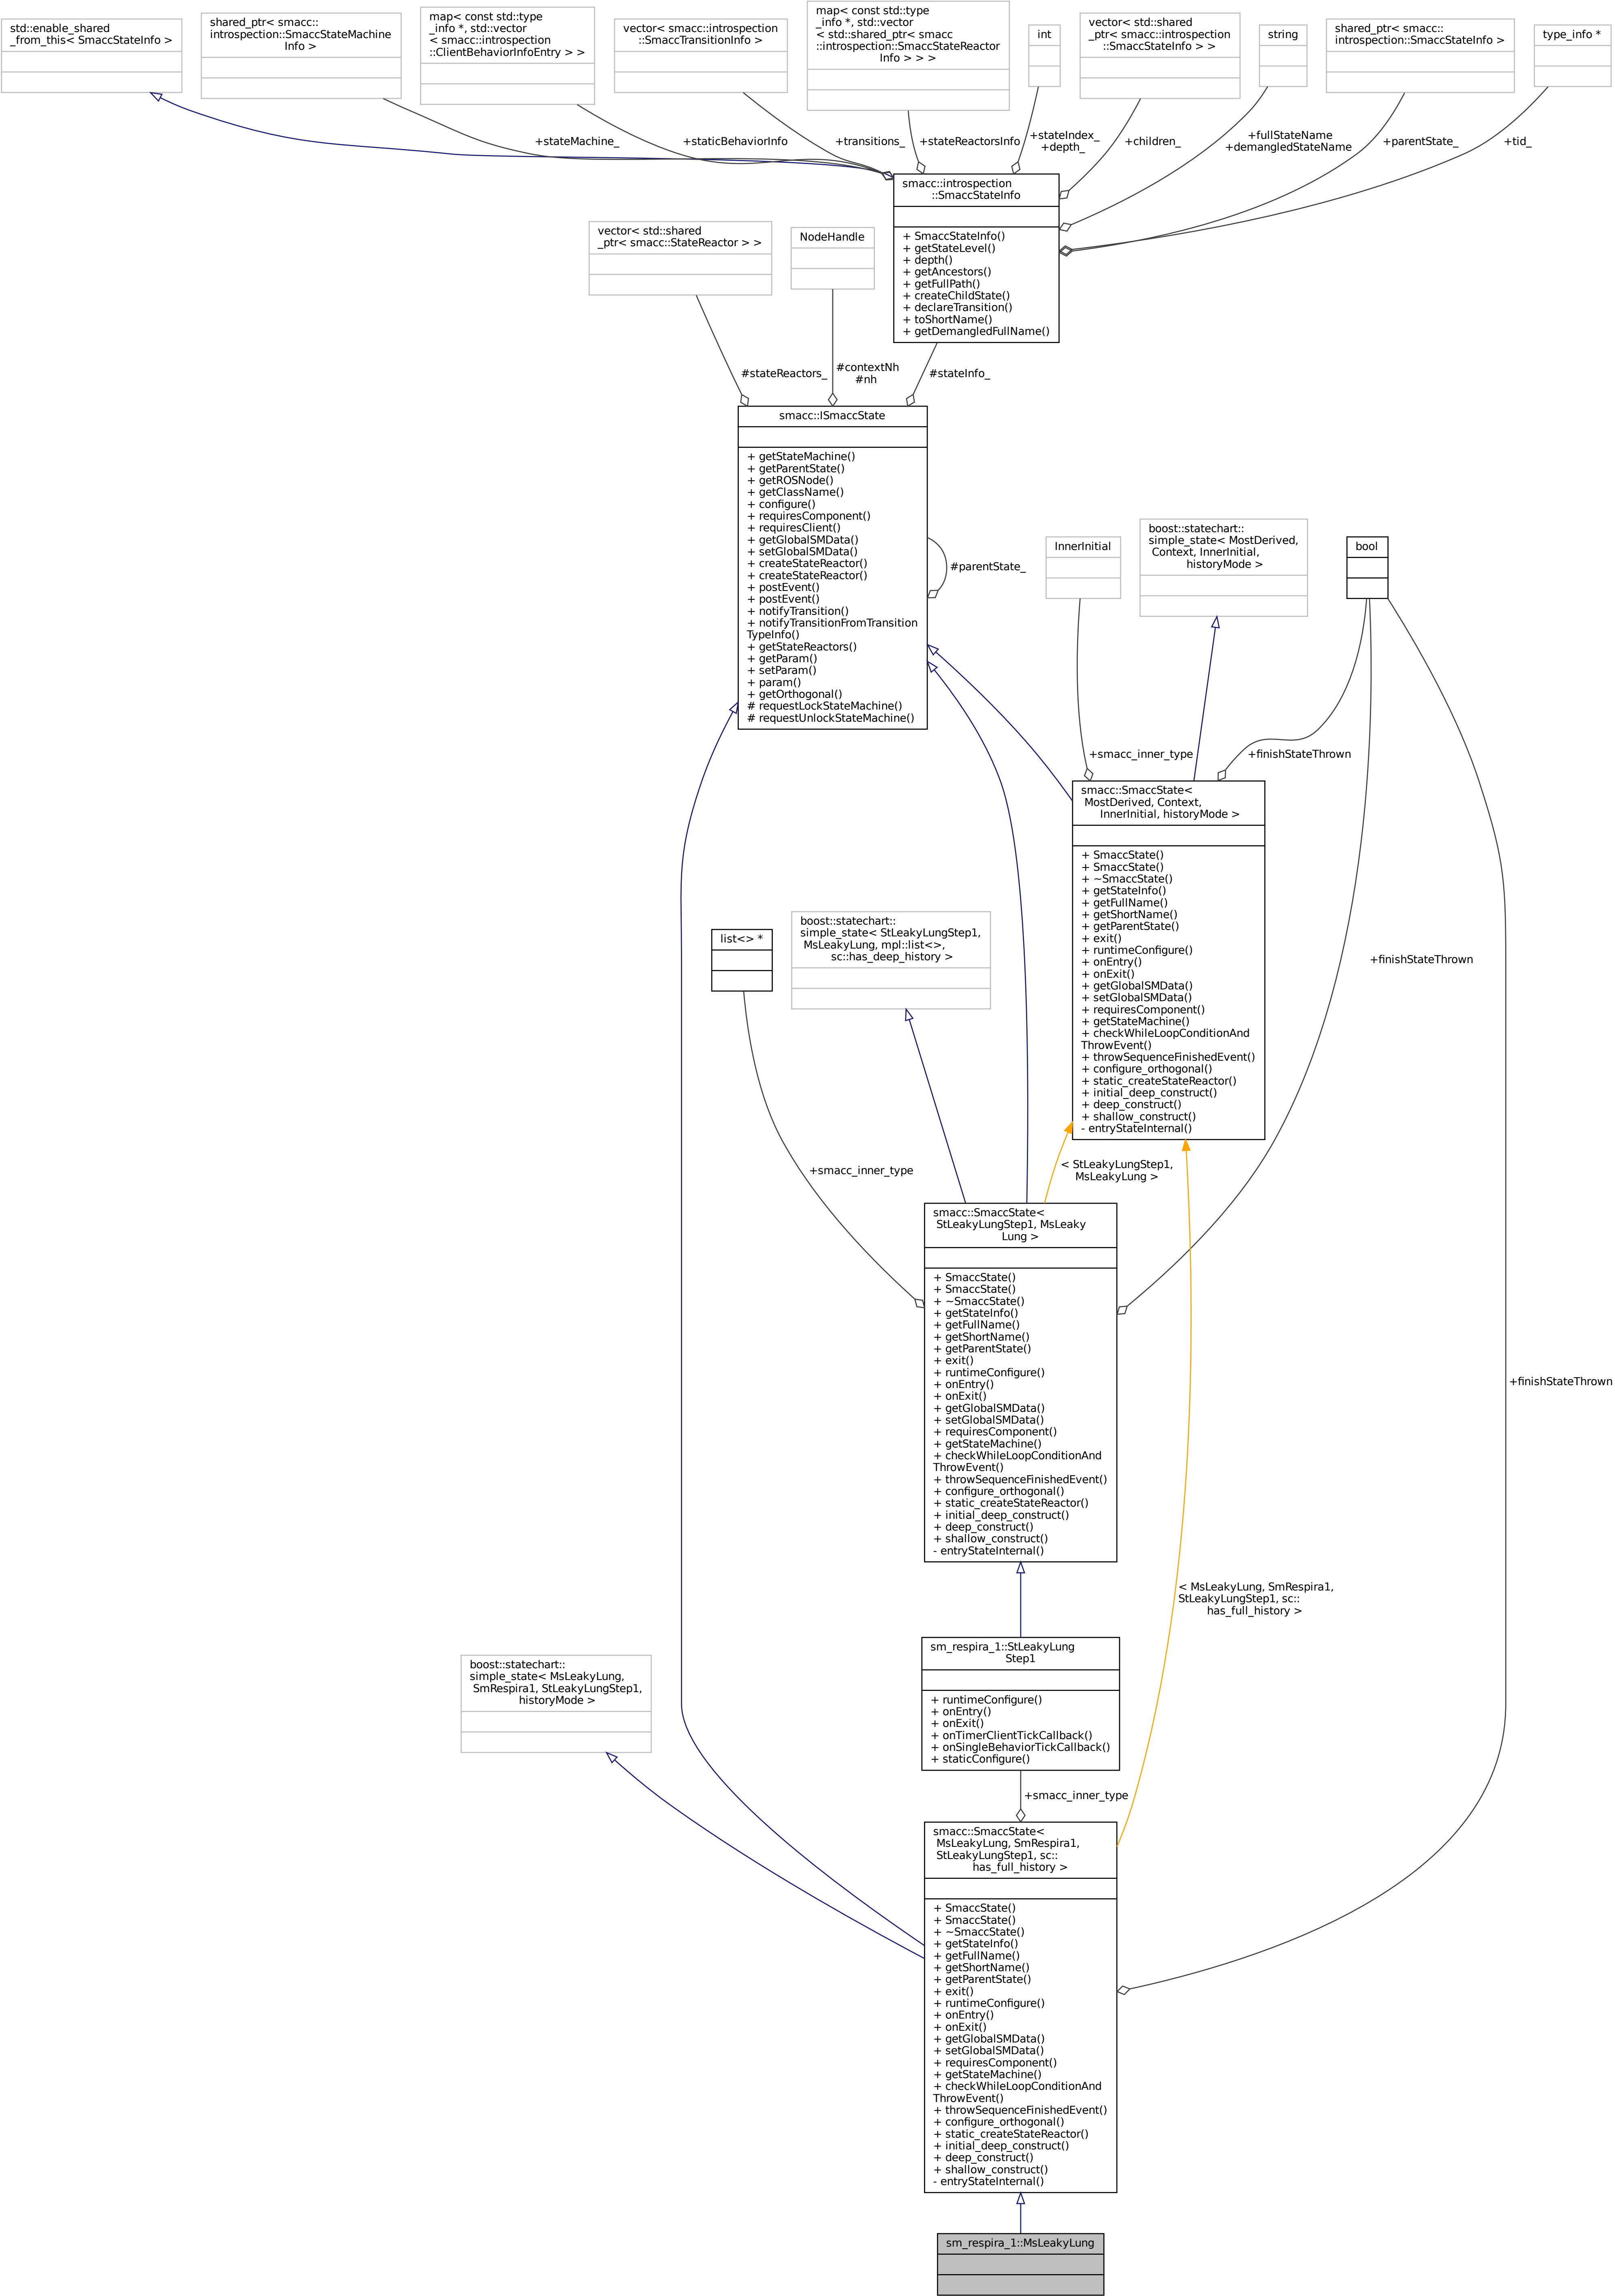 std::enable_shared
_from_this< SmaccStateInfo >
shared_ptr< smacc::
introspection::SmaccStateMachine
Info >
map< const std::type
_info *, std::vector
< smacc::introspection
::ClientBehaviorInfoEntry > >
vector< smacc::introspection
::SmaccTransitionInfo >
map< const std::type
_info *, std::vector
< std::shared_ptr< smacc
::introspection::SmaccStateReactor
Info > > >
int
vector< std::shared
_ptr< smacc::introspection
::SmaccStateInfo > >
string
shared_ptr< smacc::
introspection::SmaccStateInfo >
type_info *
+stateMachine_
+staticBehaviorInfo
+transitions_
+stateReactorsInfo
+stateIndex_
+depth_
+children_
+fullStateName
+demangledStateName
+parentState_
+tid_
smacc::introspection
::SmaccStateInfo
+ SmaccStateInfo()
+ getStateLevel()
+ depth()
+ getAncestors()
+ getFullPath()
+ createChildState()
+ declareTransition()
+ toShortName()
+ getDemangledFullName()
vector< std::shared
_ptr< smacc::StateReactor > >
NodeHandle
#stateReactors_
#contextNh
#nh
#stateInfo_
smacc::ISmaccState
+ getStateMachine()
+ getParentState()
+ getROSNode()
+ getClassName()
+ configure()
+ requiresComponent()
+ requiresClient()
+ getGlobalSMData()
+ setGlobalSMData()
+ createStateReactor()
+ createStateReactor()
+ postEvent()
+ postEvent()
+ notifyTransition()
+ notifyTransitionFromTransition
TypeInfo()
+ getStateReactors()
+ getParam()
+ setParam()
+ param()
+ getOrthogonal()
# requestLockStateMachine()
# requestUnlockStateMachine()
#parentState_
InnerInitial
boost::statechart::
simple_state< MostDerived,
Context, InnerInitial,
historyMode >
bool
+smacc_inner_type
+finishStateThrown
smacc::SmaccState<
MostDerived, Context,
InnerInitial, historyMode >
+ SmaccState()
+ SmaccState()
+ ~SmaccState()
+ getStateInfo()
+ getFullName()
+ getShortName()
+ getParentState()
+ exit()
+ runtimeConfigure()
+ onEntry()
+ onExit()
+ getGlobalSMData()
+ setGlobalSMData()
+ requiresComponent()
+ getStateMachine()
+ checkWhileLoopConditionAnd
ThrowEvent()
+ throwSequenceFinishedEvent()
+ configure_orthogonal()
+ static_createStateReactor()
+ initial_deep_construct()
+ deep_construct()
+ shallow_construct()
- entryStateInternal()
list<> *
boost::statechart::
simple_state< StLeakyLungStep1,
MsLeakyLung, mpl::list<>,
sc::has_deep_history >
+finishStateThrown
+smacc_inner_type
< StLeakyLungStep1,
MsLeakyLung >
smacc::SmaccState<
StLeakyLungStep1, MsLeaky
Lung >
+ SmaccState()
+ SmaccState()
+ ~SmaccState()
+ getStateInfo()
+ getFullName()
+ getShortName()
+ getParentState()
+ exit()
+ runtimeConfigure()
+ onEntry()
+ onExit()
+ getGlobalSMData()
+ setGlobalSMData()
+ requiresComponent()
+ getStateMachine()
+ checkWhileLoopConditionAnd
ThrowEvent()
+ throwSequenceFinishedEvent()
+ configure_orthogonal()
+ static_createStateReactor()
+ initial_deep_construct()
+ deep_construct()
+ shallow_construct()
- entryStateInternal()
+finishStateThrown
< MsLeakyLung, SmRespira1,
StLeakyLungStep1, sc::
has_full_history >
sm_respira_1::StLeakyLung
Step1
+ runtimeConfigure()
+ onEntry()
+ onExit()
+ onTimerClientTickCallback()
+ onSingleBehaviorTickCallback()
+ staticConfigure()
boost::statechart::
simple_state< MsLeakyLung,
SmRespira1, StLeakyLungStep1,
historyMode >
+smacc_inner_type
smacc::SmaccState<
MsLeakyLung, SmRespira1,
StLeakyLungStep1, sc::
has_full_history >
+ SmaccState()
+ SmaccState()
+ ~SmaccState()
+ getStateInfo()
+ getFullName()
+ getShortName()
+ getParentState()
+ exit()
+ runtimeConfigure()
+ onEntry()
+ onExit()
+ getGlobalSMData()
+ setGlobalSMData()
+ requiresComponent()
+ getStateMachine()
+ checkWhileLoopConditionAnd
ThrowEvent()
+ throwSequenceFinishedEvent()
+ configure_orthogonal()
+ static_createStateReactor()
+ initial_deep_construct()
+ deep_construct()
+ shallow_construct()
- entryStateInternal()
sm_respira_1::MsLeakyLung